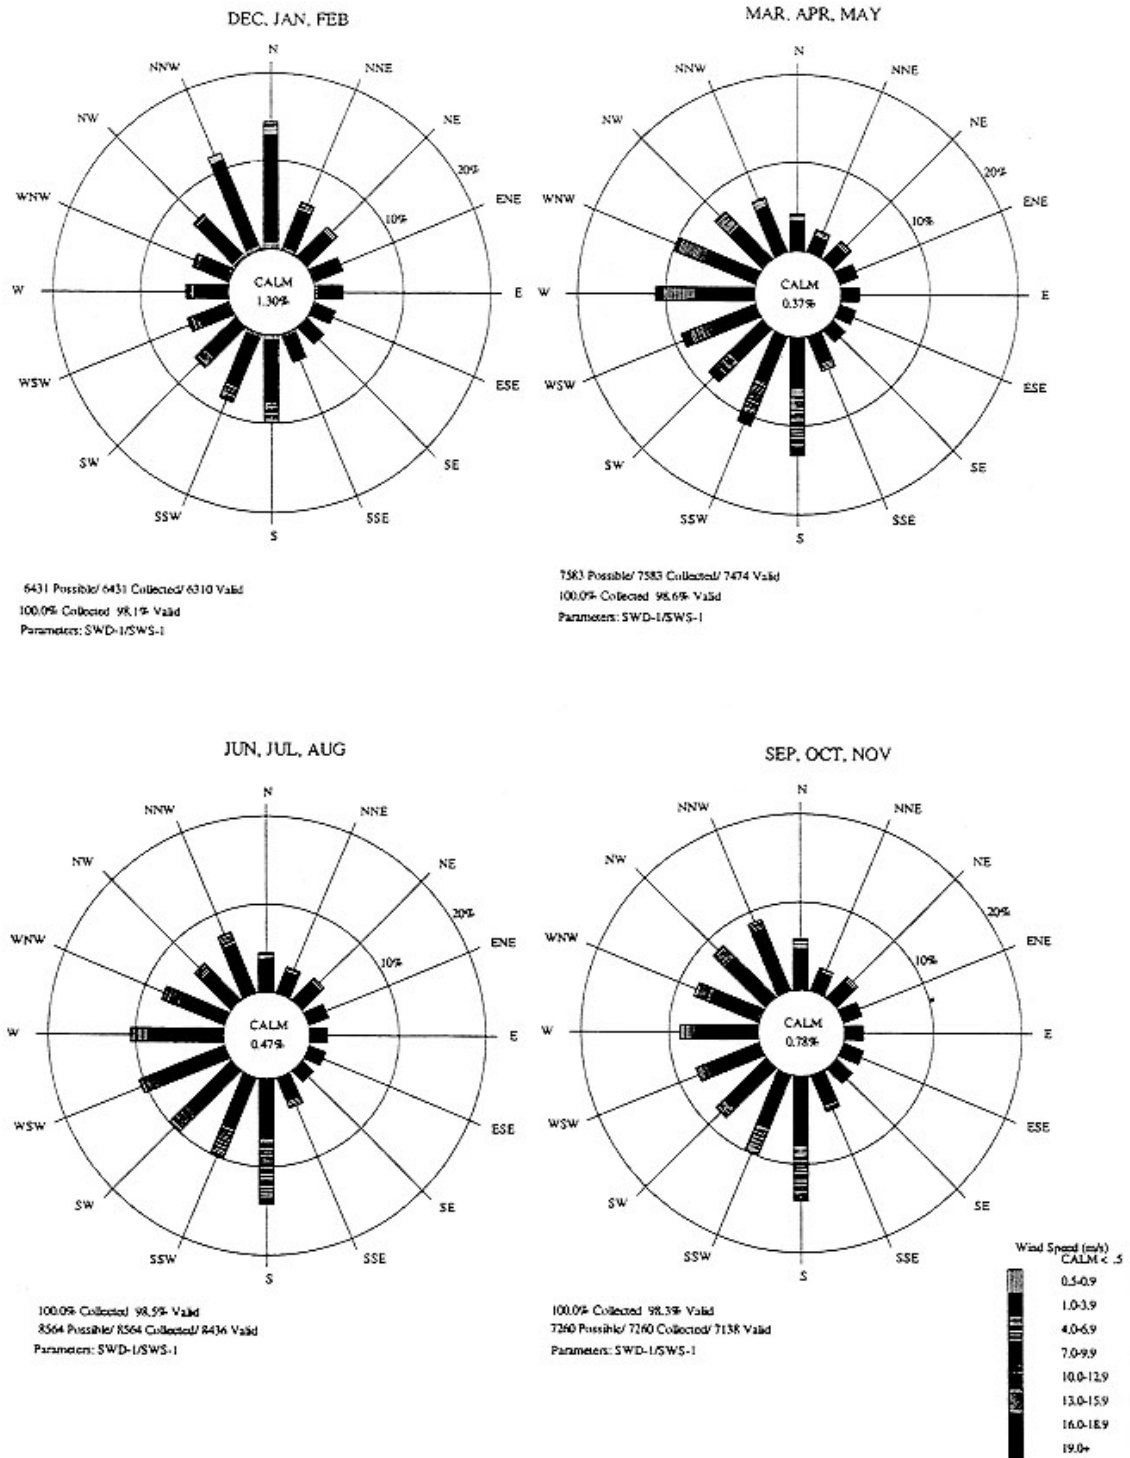 DEC, JAN, FEB
N
NNW
NNE
NW
NE
20%
WNW
ENE
10%
CALM
1.30%
W
E
WSW
ESE
SW
SE
SSW
SSE
S
6431 Possible/ 6431 Collected/ 6310 Valid
100.0% Collected 98.1% Valid
Parameters: SWD-1/SWS-1
MAR, APR, MAY
N
NNW
NNE
NW
NE
20%
WNW
ENE
10%
CALM
0.37%
W
E
WSW
ESE
SW
SE
SSW
SSE
S
7583 Possible/ 7583 Collected/ 7474 Valid
100.0% Collected 98.6% Valid
Parameters: SWD-1/SWS-1
JUN, JUL, AUG
N
NNW
NNE
NW
NE
20%
WNW
ENE
10%
CALM
0.47%
W
E
WSW
ESE
SW
SE
SSW
SSE
S
100.0% Collected 98.5% Valid
8564 Possible/ 8564 Collected/ 8436 Valid
Parameters: SWD-1/SWS-1
SEP, OCT, NOV
N
NNW
NNE
NW
NE
20%
WNW
ENE
10%
CALM
0.78%
W
E
WSW
ESE
SW
SE
SSW
SSE
S
100.0% Collected 98.3% Valid
7260 Possible/ 7260 Collected/ 7138 Valid
Parameters: SWD-1/SWS-1
Wind Speed (m/s)
CALM < .5
0.5-0.9
1.0-3.9
4.0-6.9
7.0-9.9
10.0-12.9
13.0-15.9
16.0-18.9
19.0+